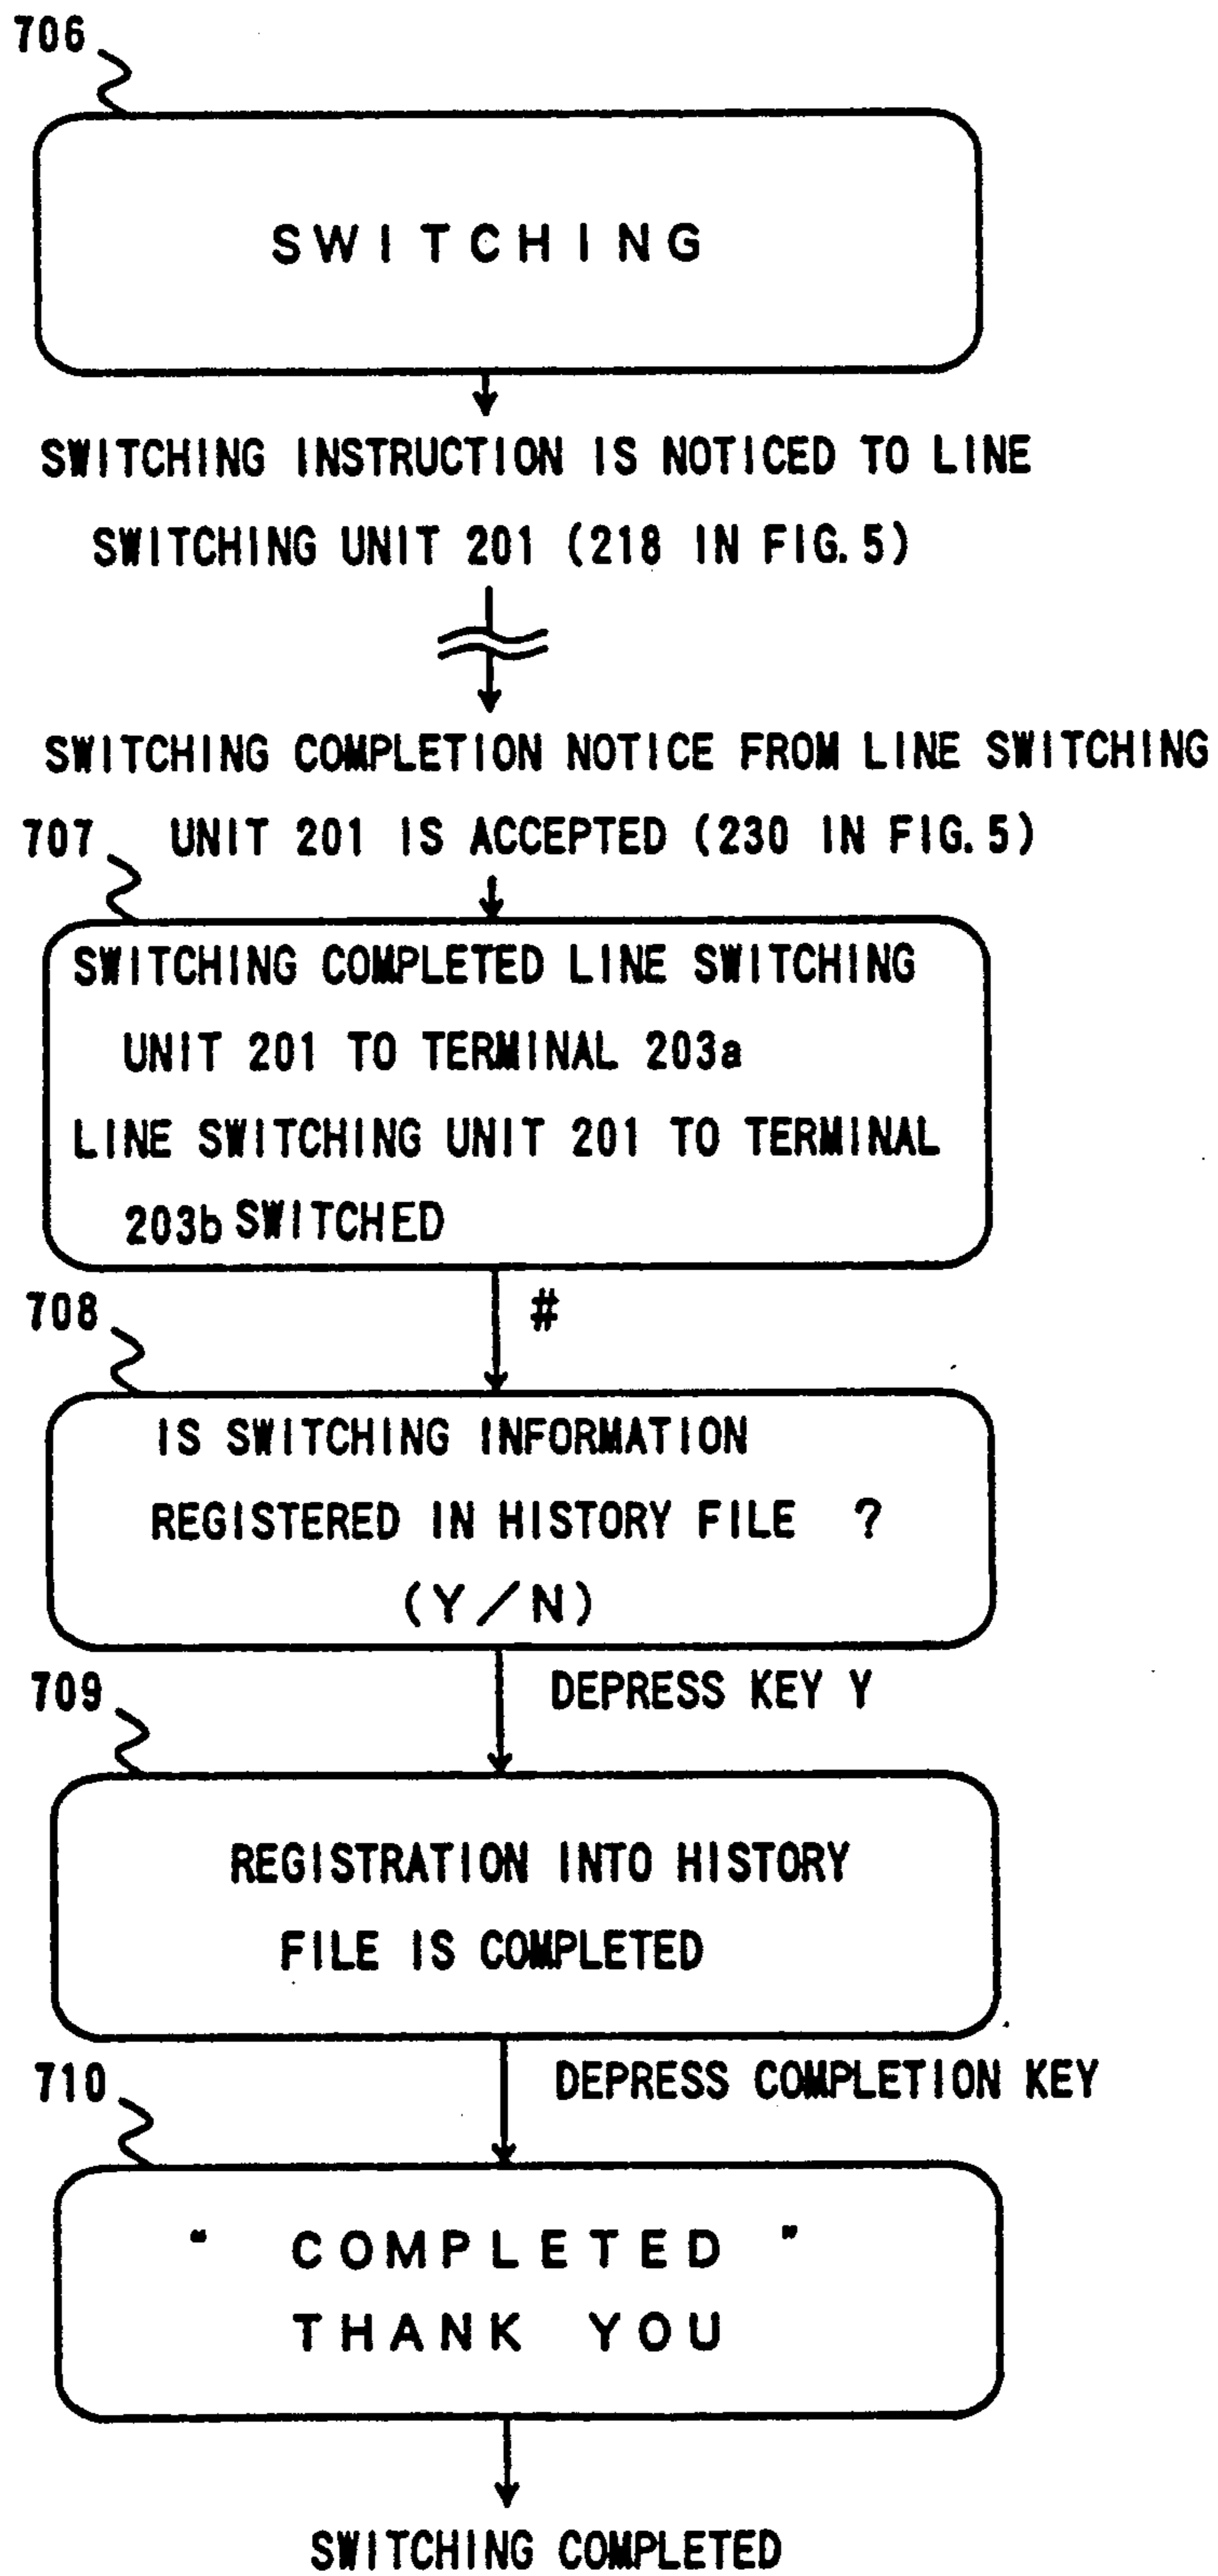 706
SWITCHING
SWITCHING INSTRUCTION IS NOTICED TO LINE
SWITCHING UNIT 201 (218 IN FIG.5)
SWITCHING COMPLETION NOTICE FROM LINE SWITCHING
707 UNIT 201 IS ACCEPTED (230 IN FIG.5)
SWITCHING COMPLETED LINE SWITCHING
UNIT 201 TO TERMINAL 203a
LINE SWITCHING UNIT 201 TO TERMINAL
203b SWITCHED
708 #
IS SWITCHING INFORMATION
REGISTERED IN HISTORY FILE ?
(Y/N)
709 DEPRESS KEY Y
REGISTRATION INTO HISTORY
FILE IS COMPLETED
710 DEPRESS COMPLETION KEY
“ COMPLETED ”
THANK YOU
SWITCHING COMPLETED